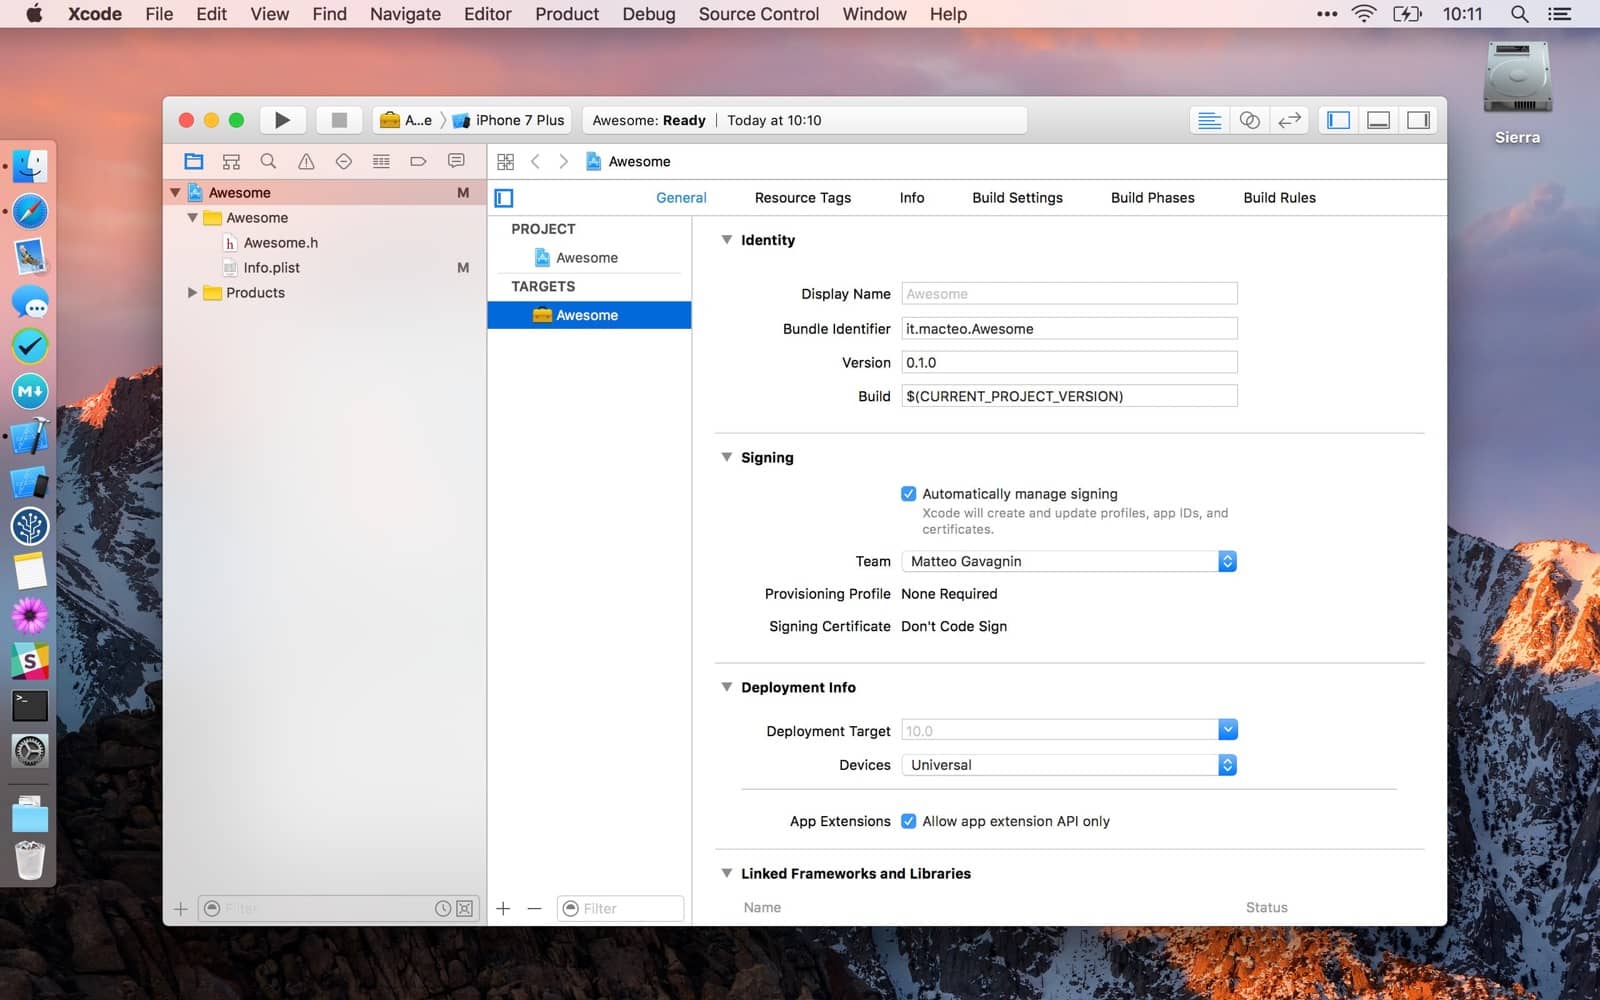 Xcode File Edit View Find Navigate Editor Product Debug Source Control Window Help 10:11
Sierra
A...e iPhone 7 Plus Awesome: Ready | Today at 10:10
Awesome
Awesome M
Awesome
Awesome.h
Info.plist M
Products
Filter
General Resource Tags Info Build Settings Build Phases Build Rules
PROJECT
Awesome
TARGETS
Awesome
Filter
Identity
Display Name Awesome
Bundle Identifier it.macteo.Awesome
Version 0.1.0
Build $(CURRENT_PROJECT_VERSION)
Signing
Automatically manage signing
Xcode will create and update profiles, app IDs, and
certificates.
Team Matteo Gavagnin
Provisioning Profile None Required
Signing Certificate Don't Code Sign
Deployment Info
Deployment Target 10.0
Devices Universal
App Extensions Allow app extension API only
Linked Frameworks and Libraries
Name Status
M
S
>_